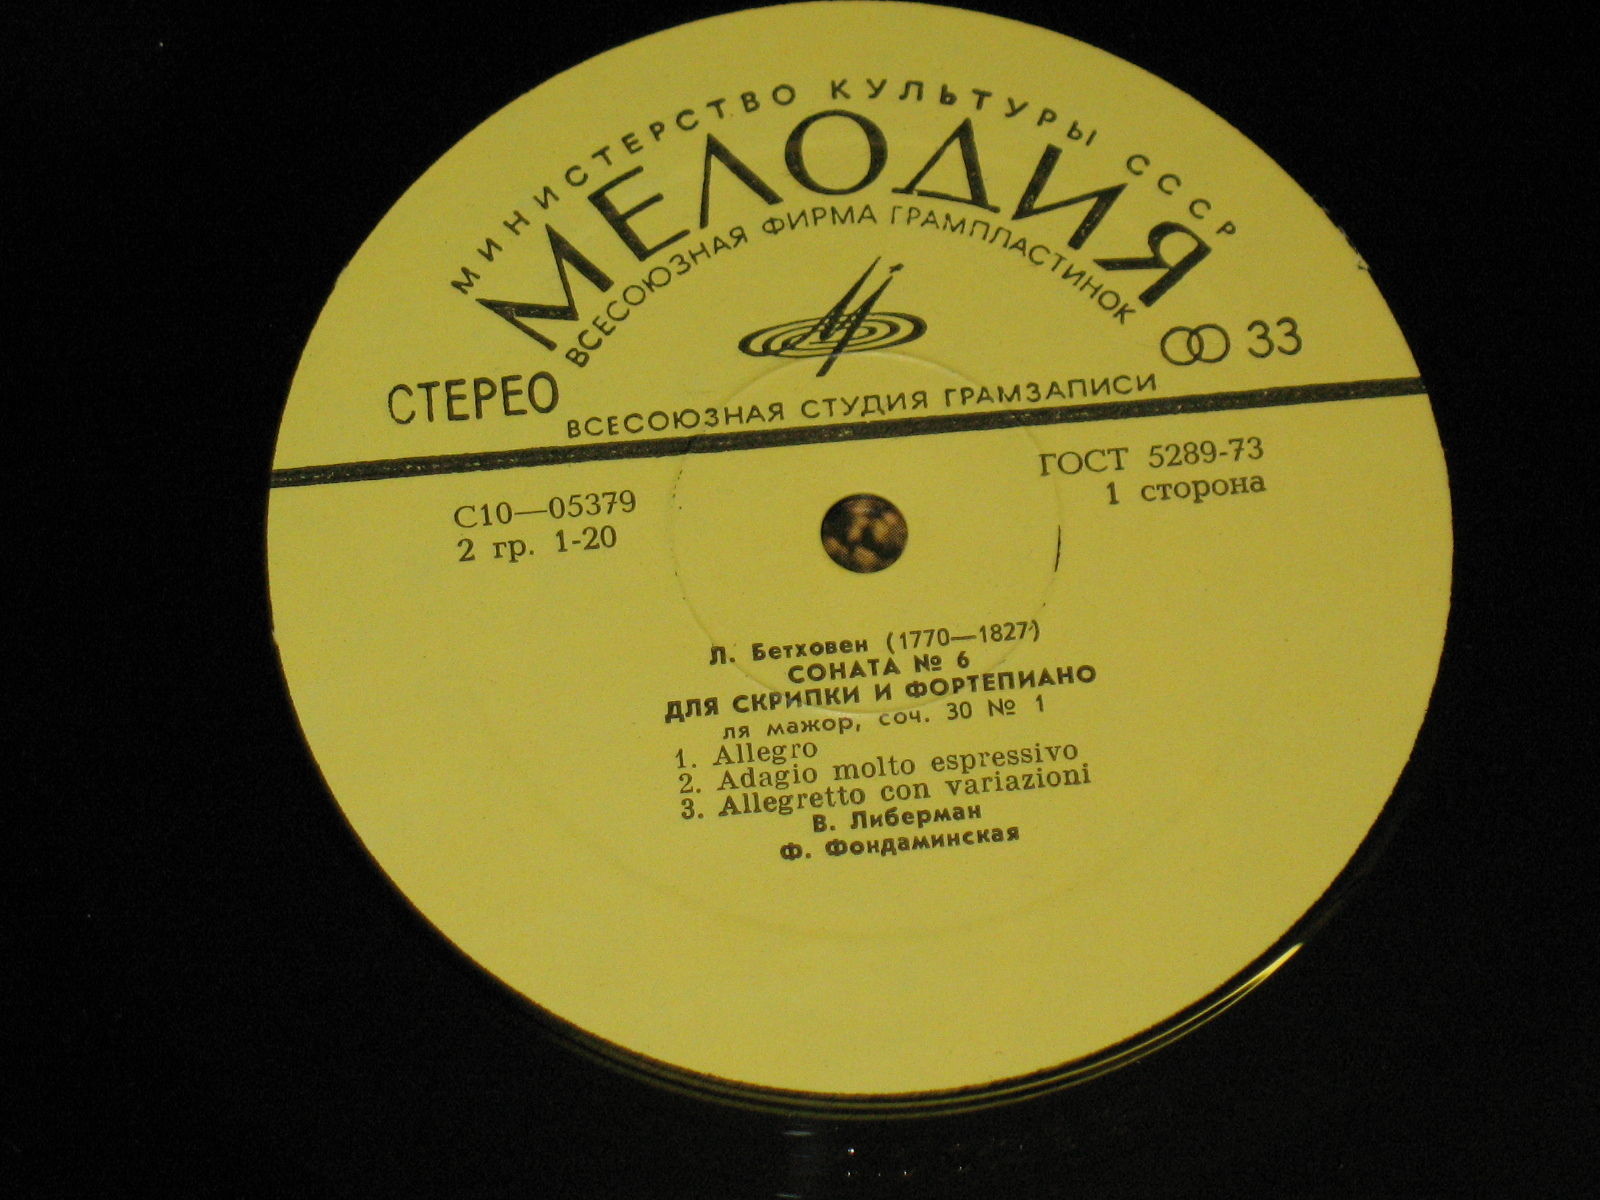 МИНИСТЕРСТВО КУЛЬТУРЫ СССР
МЕЛОДИЯ
ВСЕСОЮЗНАЯ ФИРМА ГРАМПЛАСТИНОК
СТЕРЕО
33
ВСЕСОЮЗНАЯ СТУДИЯ ГРАМЗАПИСИ
С10—05379
2 гр. 1-20
ГОСТ 5289-73
1 сторона
Л. Бетховен (1770—1827)
СОНАТА № 6
ДЛЯ СКРИПКИ И ФОРТЕПИАНО
ля мажор, соч. 30 № 1
1. Allegro
2. Adagio molto espressivo
3. Allegretto con variazioni
В. Либерман
Ф. Фондаминская